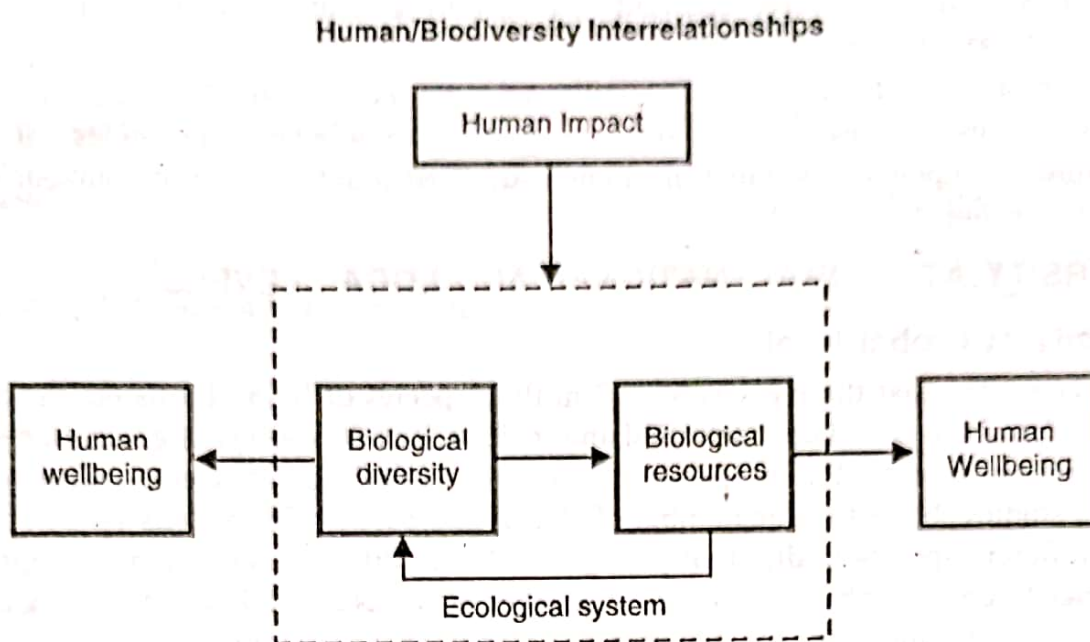 Human/Biodiversity Interrelationships
Human Impact
Human
wellbeing
Biological
diversity
Biological
resources
Human
Wellbeing
Ecological system